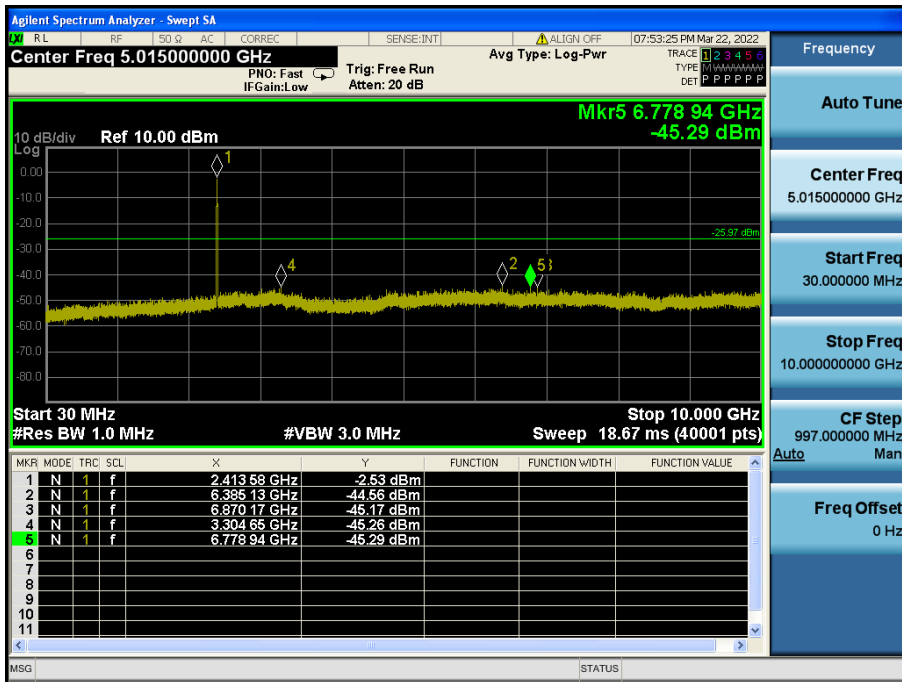 Agilent Spectrum Analyzer - Swept SA
LXI RL RF 50 Ω AC CORREC SENSE:INT ALIGN OFF 07:53:25 PM Mar 22, 2022
Center Freq 5.015000000 GHz
PNO: Fast
IFGain:Low
Trig: Free Run
Atten: 20 dB
Avg Type: Log-Pwr
TRACE 1 2 3 4 5 6
TYPE M WWWWW
DET P P P P P P
Frequency
Auto Tune
Center Freq
5.015000000 GHz
Start Freq
30.000000 MHz
Stop Freq
10.000000000 GHz
CF Step
997.000000 MHz
Auto Man
Freq Offset
0 Hz
Mkr5 6.778 94 GHz
-45.29 dBm
10 dB/div Ref 10.00 dBm
Log
0.00
-10.0
-20.0
-30.0
-40.0
-50.0
-60.0
-70.0
-80.0
1
-25.97 dBm
4
2
5
3
Start 30 MHz Stop 10.000 GHz
#Res BW 1.0 MHz #VBW 3.0 MHz Sweep 18.67 ms (40001 pts)
MKR MODE TRC SCL X Y FUNCTION FUNCTION WIDTH FUNCTION VALUE
1 N 1 f 2.413 58 GHz -2.53 dBm
2 N 1 f 6.385 13 GHz -44.56 dBm
3 N 1 f 6.870 17 GHz -45.17 dBm
4 N 1 f 3.304 65 GHz -45.26 dBm
5 N 1 f 6.778 94 GHz -45.29 dBm
6
7
8
9
10
11
MSG STATUS